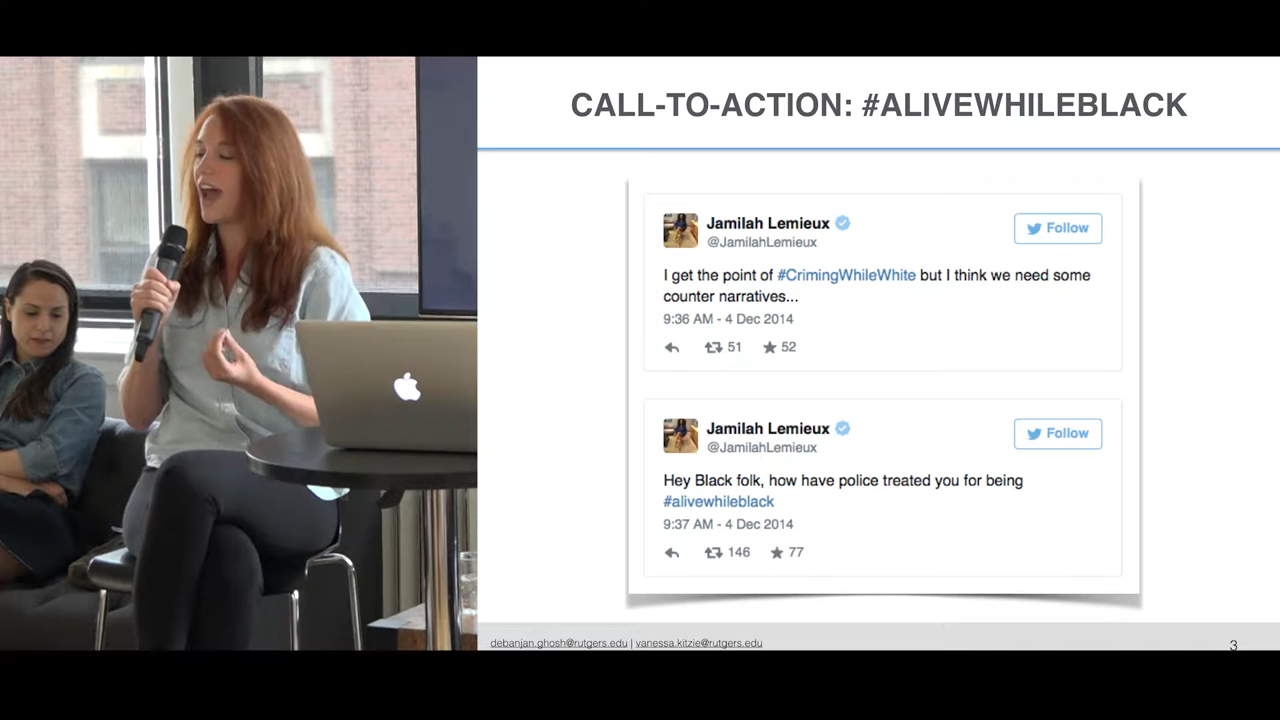 CALL-TO-ACTION: #ALIVEWHILEBLACK
Jamilah Lemieux
@JamilahLemieux
Follow
I get the point of #CrimingWhileWhite but I think we need some
counter narratives...
9:36 AM - 4 Dec 2014
51 52
Jamilah Lemieux
@JamilahLemieux
Follow
Hey Black folk, how have police treated you for being
#alivewhileblack
9:37 AM - 4 Dec 2014
146 77
debanjan.ghosh@rutgers.edu | vanessa.kitzie@rutgers.edu
3